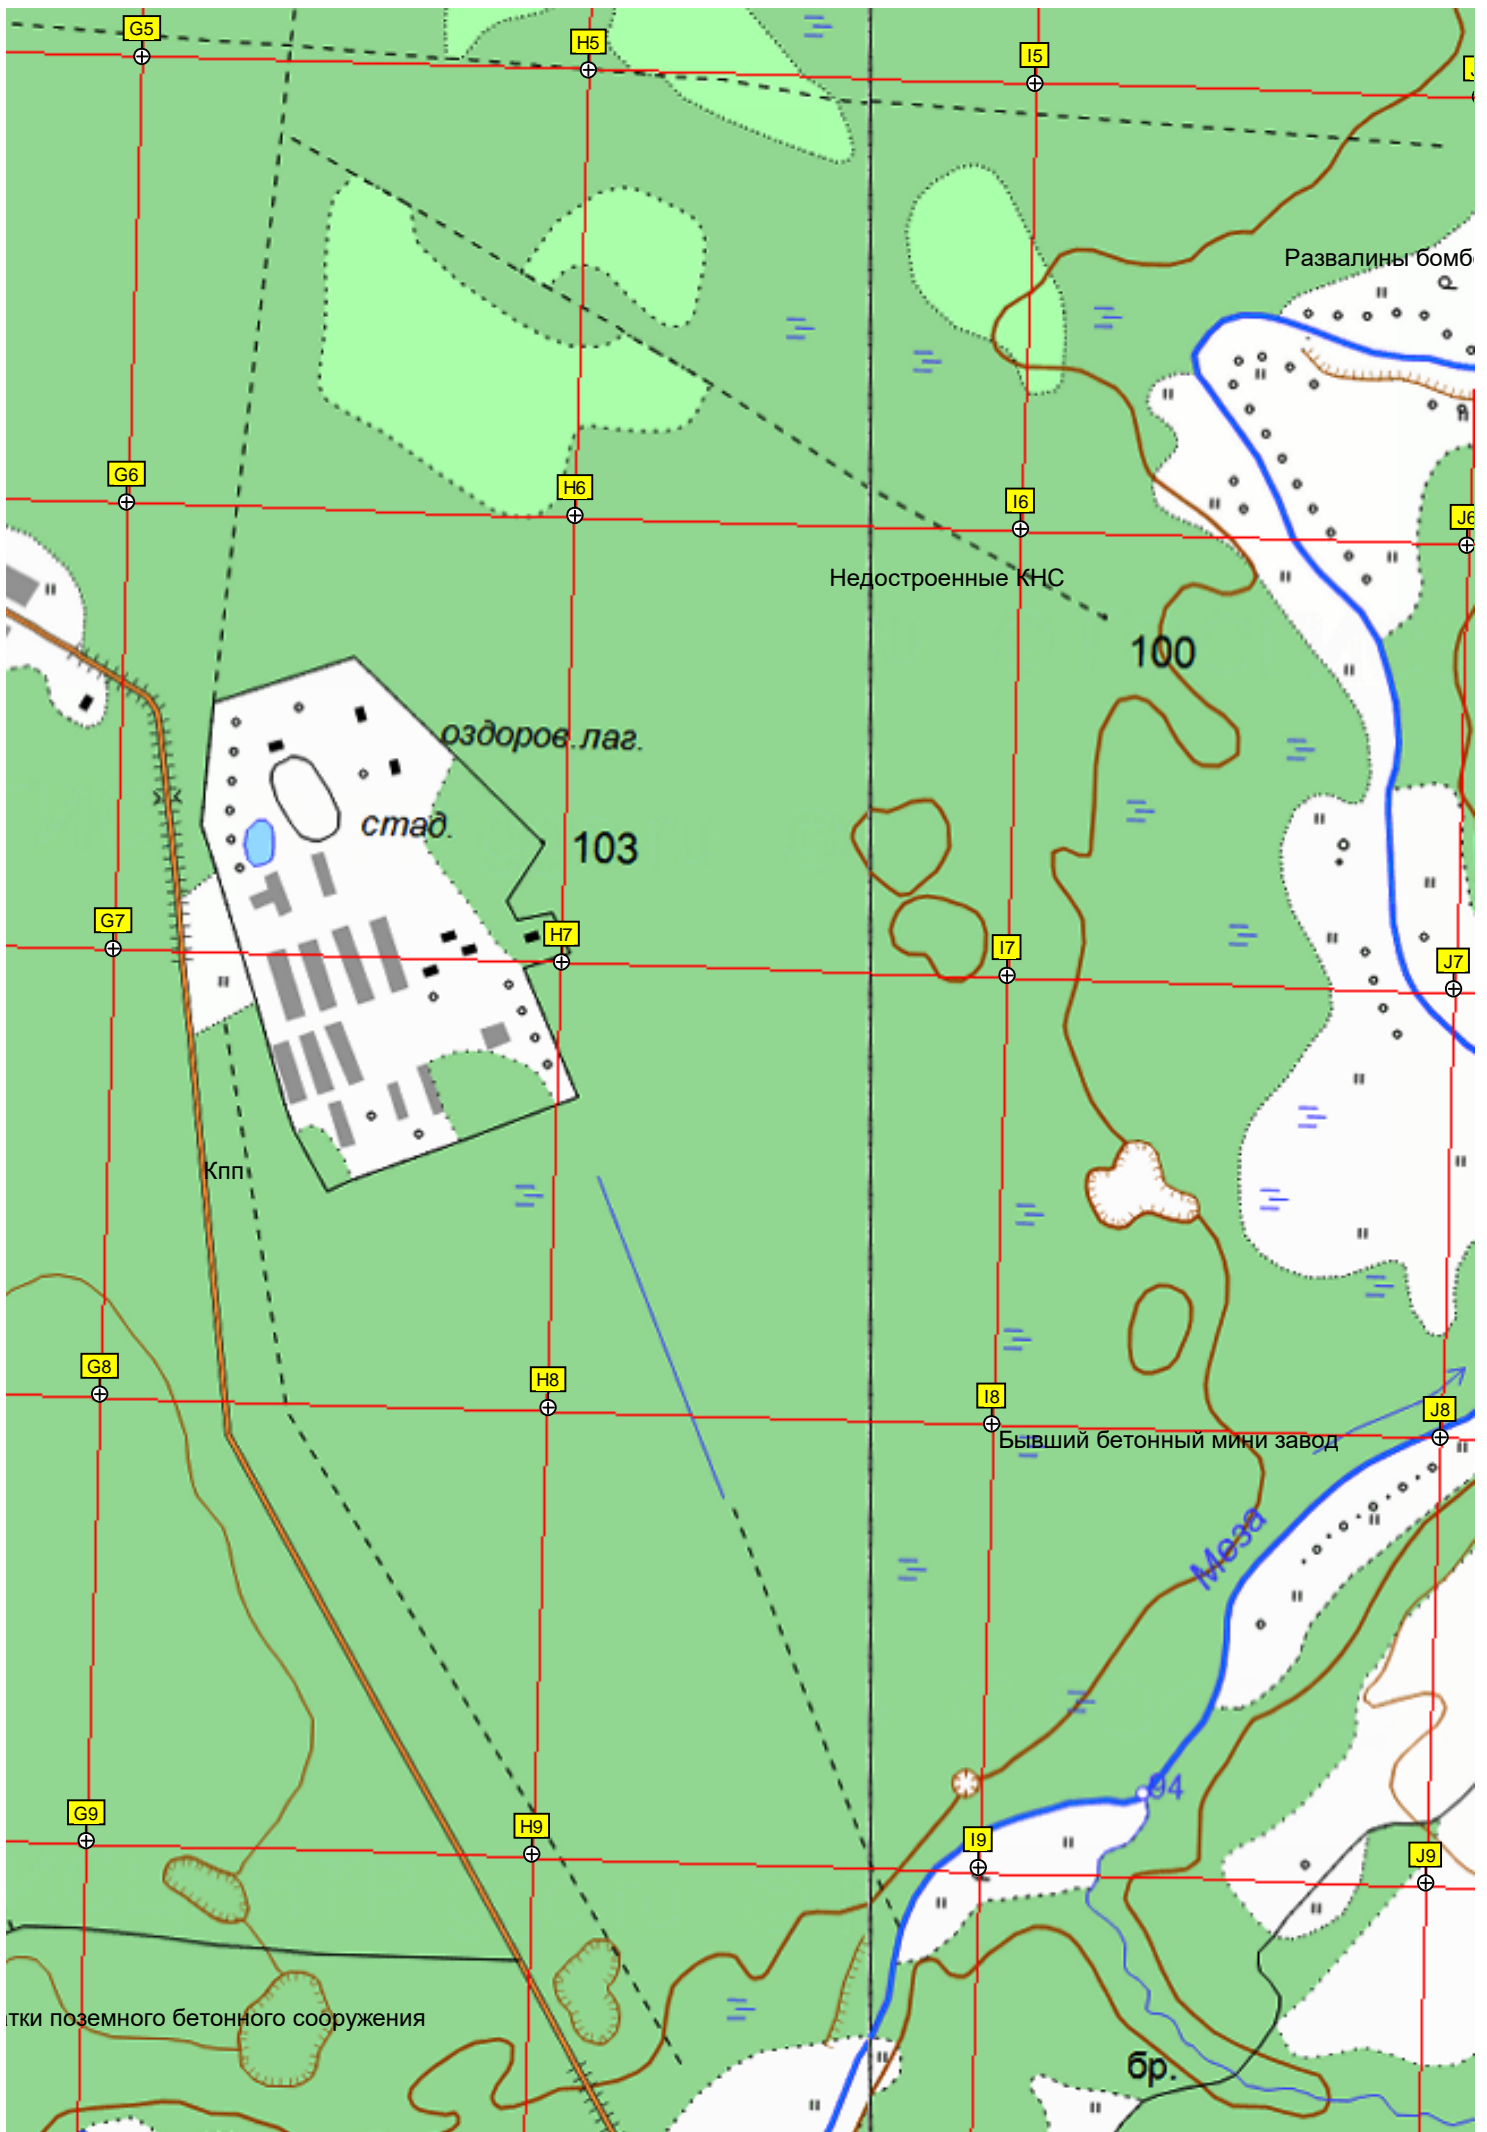 G5
H5
I5
J
Развалины бомб
G6
H6
I6
J6
Недостроенные КНС
100
оздоров.лаг.
стад.
103
G7
H7
I7
J7
Кпп
G8
H8
I8
J8
Бывший бетонный мини завод
Меза
94
G9
H9
I9
J9
тки поземного бетонного сооружения
бр.